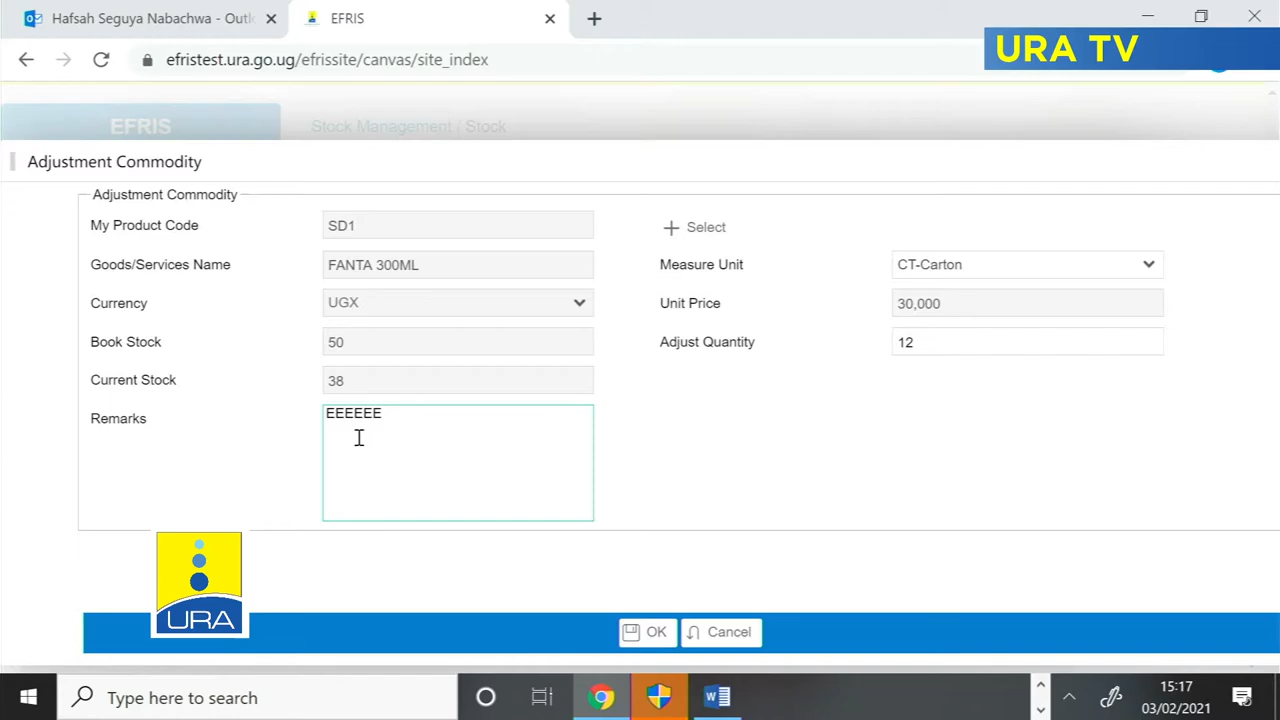 Hafsah Seguya Nabachwa - Outlo
EFRIS
URA TV
efristest.ura.go.ug/efrissite/canvas/site_index
EFRIS
Stock Management / Stock
Adjustment Commodity
Adjustment Commodity
My Product Code SD1 Select
Goods/Services Name FANTA 300ML Measure Unit CT-Carton
Currency UGX Unit Price 30,000
Book Stock 50 Adjust Quantity 12
Current Stock 38
Remarks EEEEEE
URA
OK Cancel
Type here to search
15:17
03/02/2021